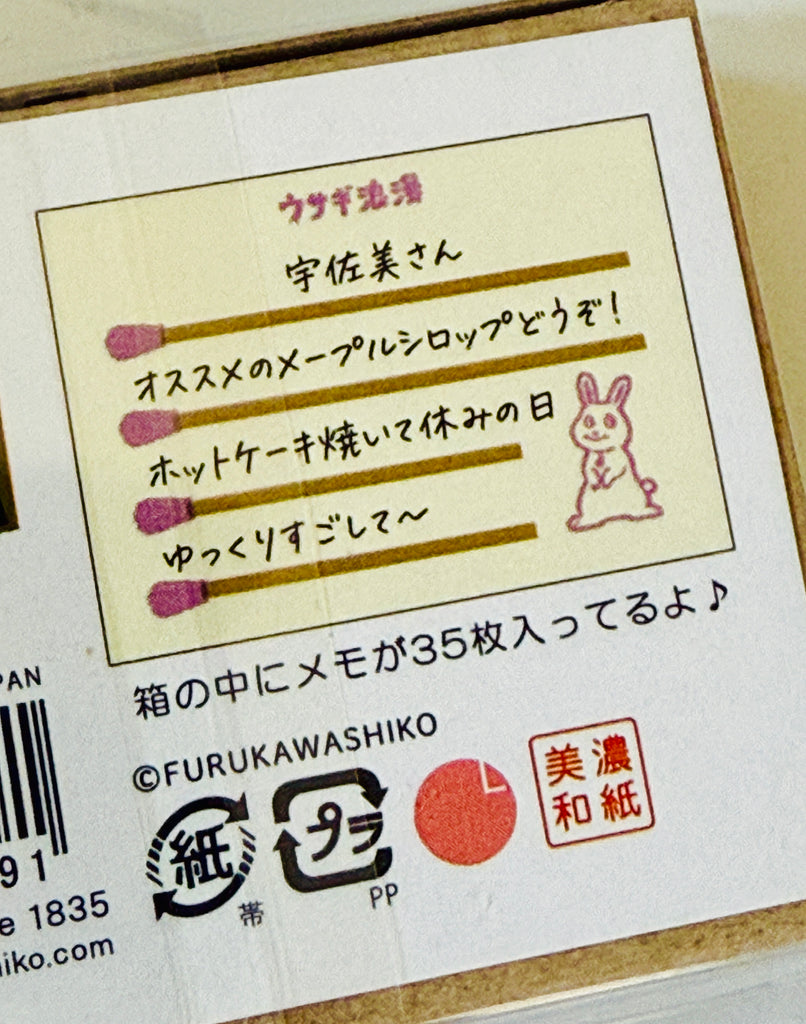 ウサギ
宇佐美さん
オススメのメープルシロップどうぞ!
ホットケーキ焼いて休みの日
ゆっくりすごして〜
箱の中にメモが35枚入ってるよ♪
PAN
©FURUKAWASHIKO
91
紙
プラ
美濃
和紙
帯
PP
e 1835
iko.com